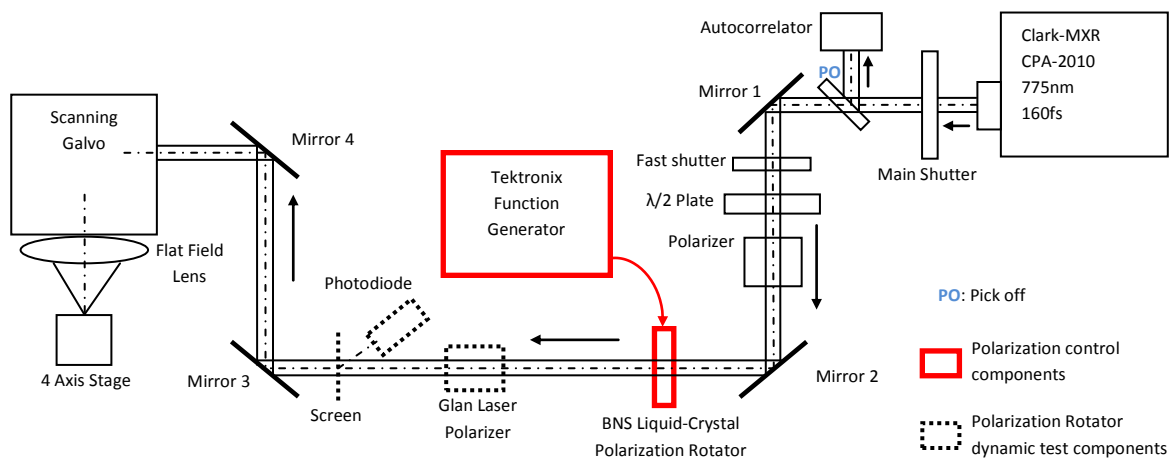 Autocorrelator
PO
Clark-MXR
CPA-2010
775nm
160fs
Mirror 1
Scanning
Galvo
Mirror 4
Fast shutter
Main Shutter
Tektronix
Function
Generator
λ/2 Plate
Polarizer
Flat Field
Lens
Photodiode
PO: Pick off
4 Axis Stage
Mirror 3
Screen
Glan Laser
Polarizer
BNS Liquid-Crystal
Polarization Rotator
Mirror 2
Polarization control
components
Polarization Rotator
dynamic test components